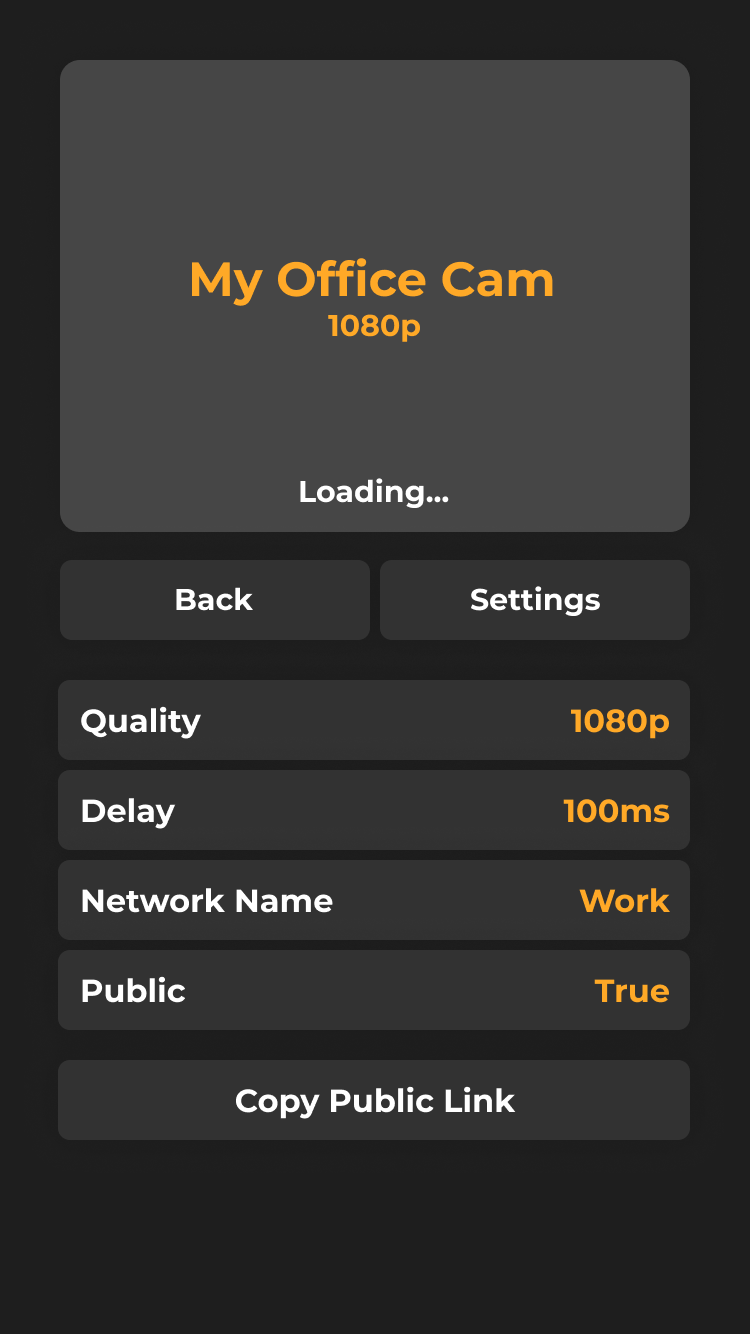 My Office Cam
1080p
Loading...
Back
Settings
Quality
1080p
Delay
100ms
Network Name
Work
Public
True
Copy Public Link